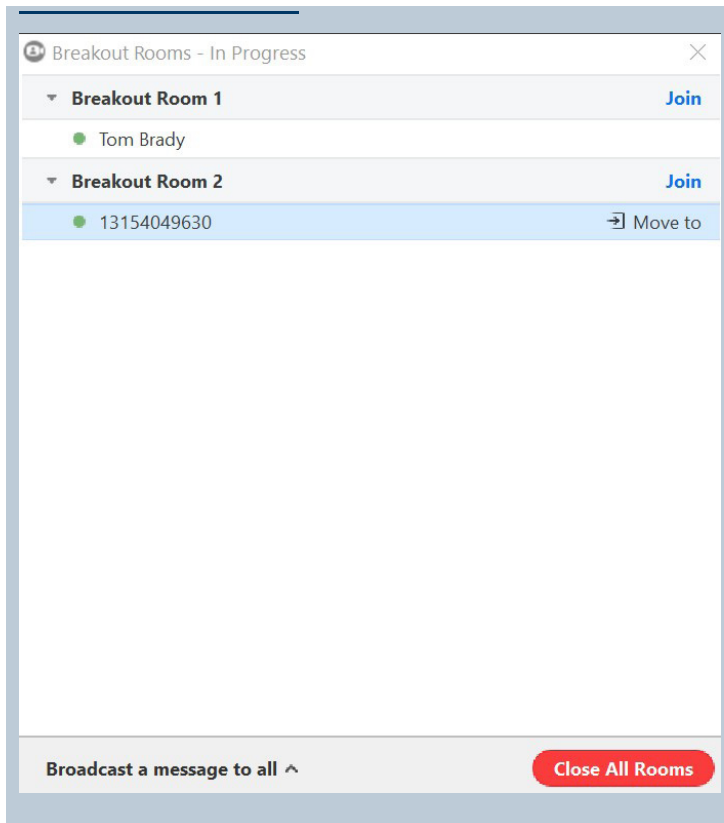 Breakout Rooms - In Progress
Breakout Room 1 Join
Tom Brady
Breakout Room 2 Join
13154049630 Move to
Broadcast a message to all Close All Rooms